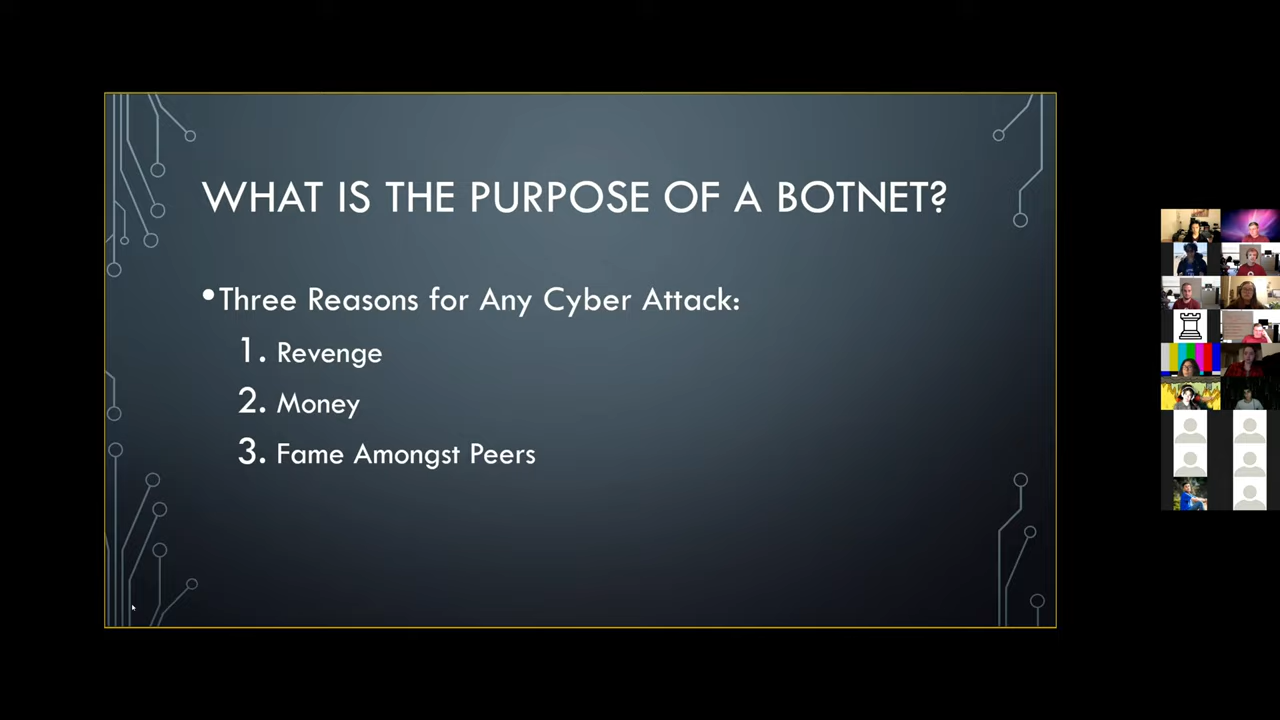 WHAT IS THE PURPOSE OF A BOTNET?
•Three Reasons for Any Cyber Attack:
1. Revenge
2. Money
3. Fame Amongst Peers